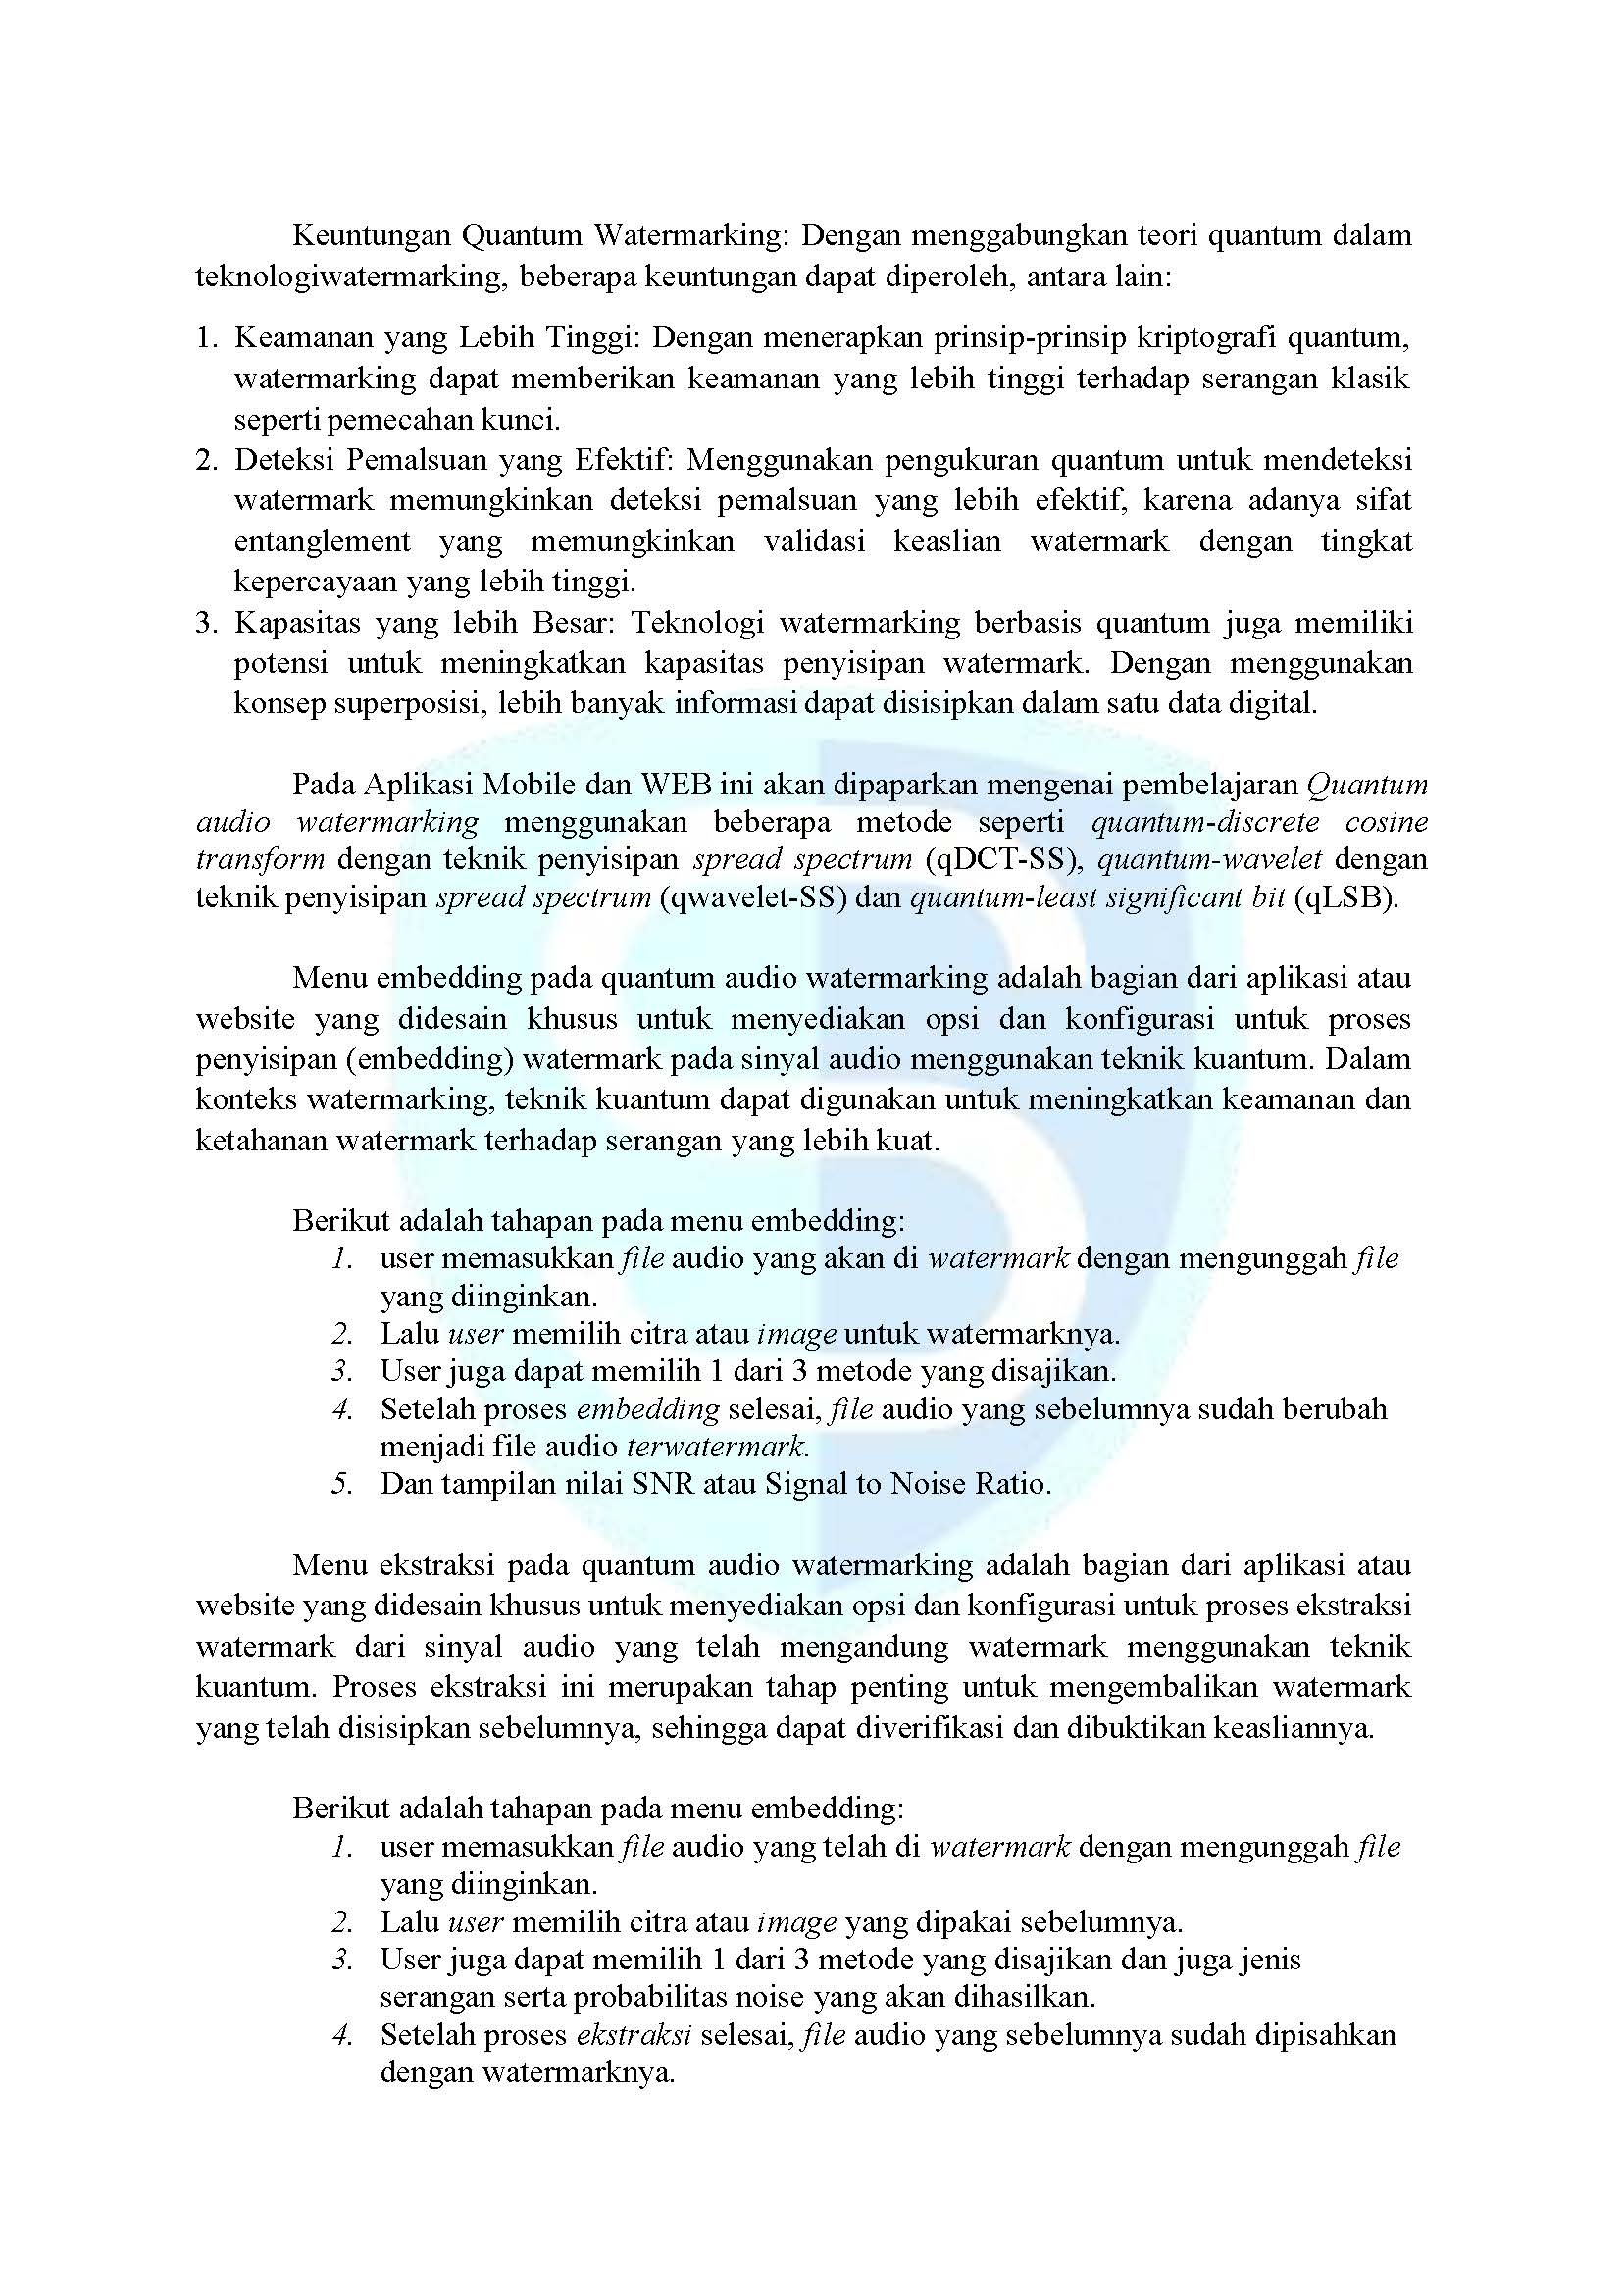 Keuntungan Quantum Watermarking: Dengan menggabungkan teori quantum dalam
teknologiwatermarking, beberapa keuntungan dapat diperoleh, antara lain:
1. Keamanan yang Lebih Tinggi: Dengan menerapkan prinsip-prinsip kriptografi quantum,
watermarking dapat memberikan keamanan yang lebih tinggi terhadap serangan klasik
seperti pemecahan kunci.
2. Deteksi Pemalsuan yang Efektif: Menggunakan pengukuran quantum untuk mendeteksi
watermark memungkinkan deteksi pemalsuan yang lebih efektif, karena adanya sifat
entanglement yang memungkinkan validasi keaslian watermark dengan tingkat
kepercayaan yang lebih tinggi.
3. Kapasitas yang lebih Besar: Teknologi watermarking berbasis quantum juga memiliki
potensi untuk meningkatkan kapasitas penyisipan watermark. Dengan menggunakan
konsep superposisi, lebih banyak informasi dapat disisipkan dalam satu data digital.
Pada Aplikasi Mobile dan WEB ini akan dipaparkan mengenai pembelajaran Quantum
audio watermarking menggunakan beberapa metode seperti quantum-discrete cosine
transform dengan teknik penyisipan spread spectrum (qDCT-SS), quantum-wavelet dengan
teknik penyisipan spread spectrum (qwavelet-SS) dan quantum-least significant bit (qLSB).
Menu embedding pada quantum audio watermarking adalah bagian dari aplikasi atau
website yang didesain khusus untuk menyediakan opsi dan konfigurasi untuk proses
penyisipan (embedding) watermark pada sinyal audio menggunakan teknik kuantum. Dalam
konteks watermarking, teknik kuantum dapat digunakan untuk meningkatkan keamanan dan
ketahanan watermark terhadap serangan yang lebih kuat.
Berikut adalah tahapan pada menu embedding:
1. user memasukkan file audio yang akan di watermark dengan mengunggah file
yang diinginkan.
2. Lalu user memilih citra atau image untuk watermarknya.
3. User juga dapat memilih 1 dari 3 metode yang disajikan.
4. Setelah proses embedding selesai, file audio yang sebelumnya sudah berubah
menjadi file audio terwatermark.
5. Dan tampilan nilai SNR atau Signal to Noise Ratio.
Menu ekstraksi pada quantum audio watermarking adalah bagian dari aplikasi atau
website yang didesain khusus untuk menyediakan opsi dan konfigurasi untuk proses ekstraksi
watermark dari sinyal audio yang telah mengandung watermark menggunakan teknik
kuantum. Proses ekstraksi ini merupakan tahap penting untuk mengembalikan watermark
yang telah disisipkan sebelumnya, sehingga dapat diverifikasi dan dibuktikan keasliannya.
Berikut adalah tahapan pada menu embedding:
1. user memasukkan file audio yang telah di watermark dengan mengunggah file
yang diinginkan.
2. Lalu user memilih citra atau image yang dipakai sebelumnya.
3. User juga dapat memilih 1 dari 3 metode yang disajikan dan juga jenis
serangan serta probabilitas noise yang akan dihasilkan.
4. Setelah proses ekstraksi selesai, file audio yang sebelumnya sudah dipisahkan
dengan watermarknya.